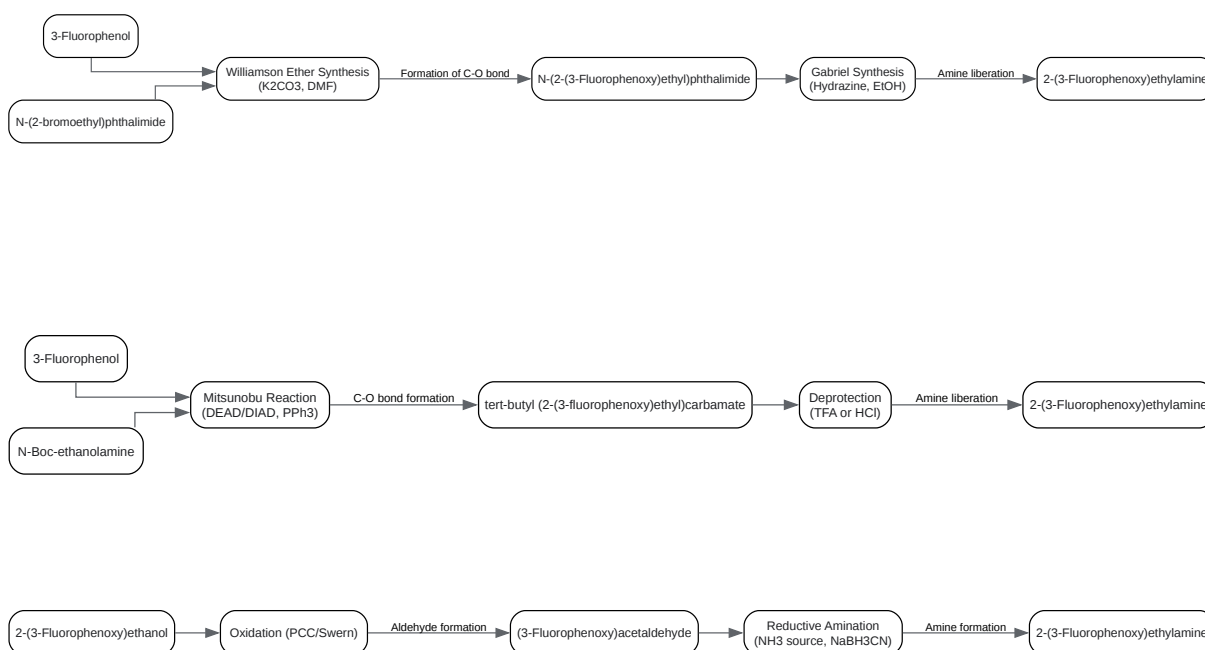 3-Fluorophenol
N-(2-bromoethyl)phthalimide
Williamson Ether Synthesis
(K2CO3, DMF)
Formation of C-O bond
N-(2-(3-Fluorophenoxy)ethyl)phthalimide
Gabriel Synthesis
(Hydrazine, EtOH)
Amine liberation
2-(3-Fluorophenoxy)ethylamine
3-Fluorophenol
N-Boc-ethanolamine
Mitsunobu Reaction
(DEAD/DIAD, PPh3)
C-O bond formation
tert-butyl (2-(3-fluorophenoxy)ethyl)carbamate
Deprotection
(TFA or HCl)
Amine liberation
2-(3-Fluorophenoxy)ethylamine
2-(3-Fluorophenoxy)ethanol
Oxidation (PCC/Swern)
Aldehyde formation
(3-Fluorophenoxy)acetaldehyde
Reductive Amination
(NH3 source, NaBH3CN)
Amine formation
2-(3-Fluorophenoxy)ethylamine